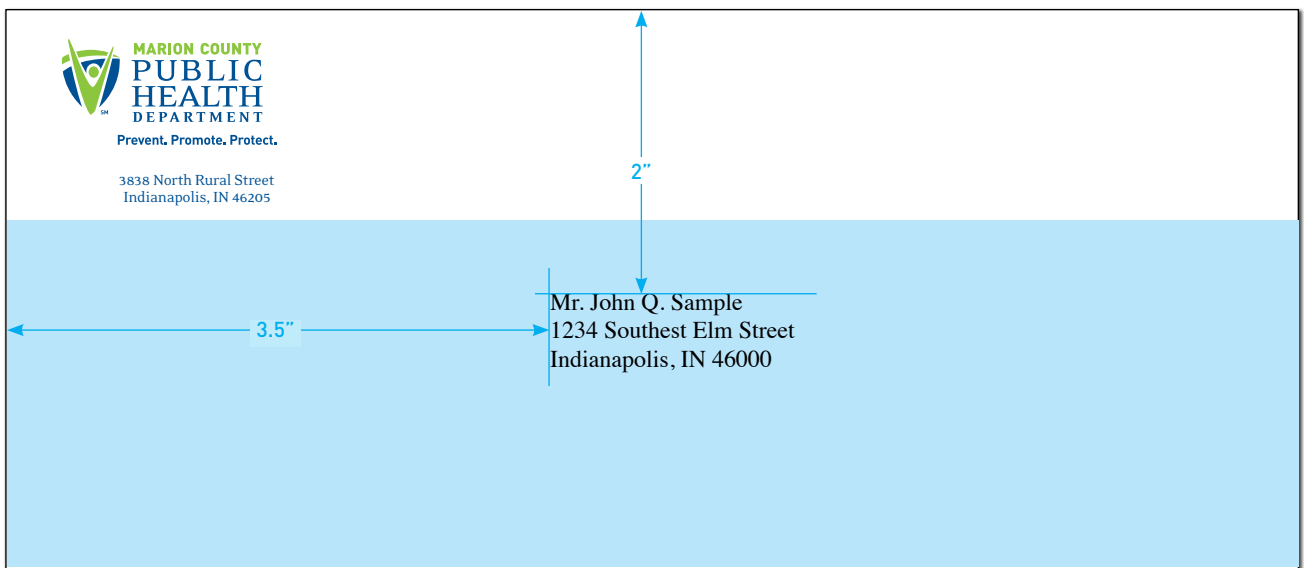 MARION COUNTY
PUBLIC
HEALTH
DEPARTMENT
SM
Prevent. Promote. Protect.
3838 North Rural Street
Indianapolis, IN 46205
2”
3.5”
Mr. John Q. Sample
1234 Southest Elm Street
Indianapolis, IN 46000